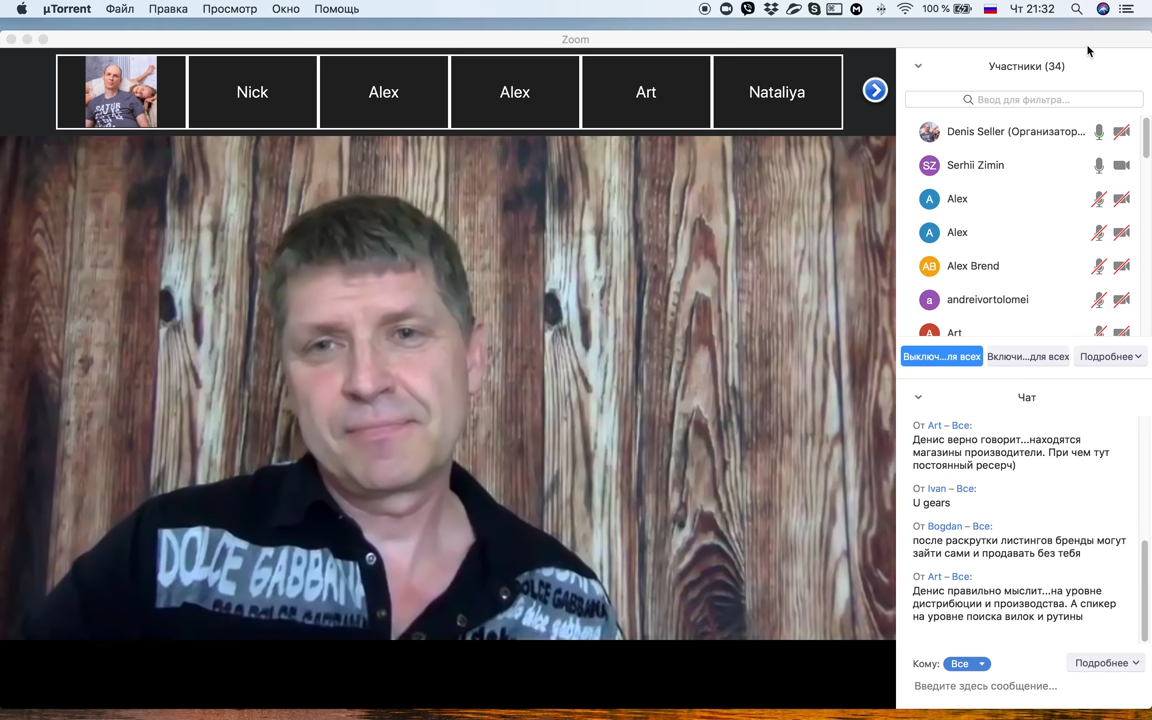 µTorrent Файл Правка Просмотр Окно Помощь 100 % Чт 21:32
Zoom
SATUR
Nick
Alex
Alex
Art
Nataliya
Участники (34)
Ввод для фильтра...
Denis Seller (Организатор...
SZ Serhii Zimin
A Alex
A Alex
AB Alex Brend
a andreivortolomei
A Art
Выключ...ля всех Включи...для всех Подробнее
Чат
От Art – Все:
Денис верно говорит...находятся
магазины производители. При чем тут
постоянный ресерч)
От Ivan – Все:
U gears
От Bogdan – Все:
после раскрутки листингов бренды могут
зайти сами и продавать без тебя
От Art – Все:
Денис правильно мыслит...на уровне
дистрибюции и производства. А спикер
на уровне поиска вилок и рутины
Кому: Все Подробнее
Введите здесь сообщение...
DOLCE GABBANA
DOLCE GABBANA